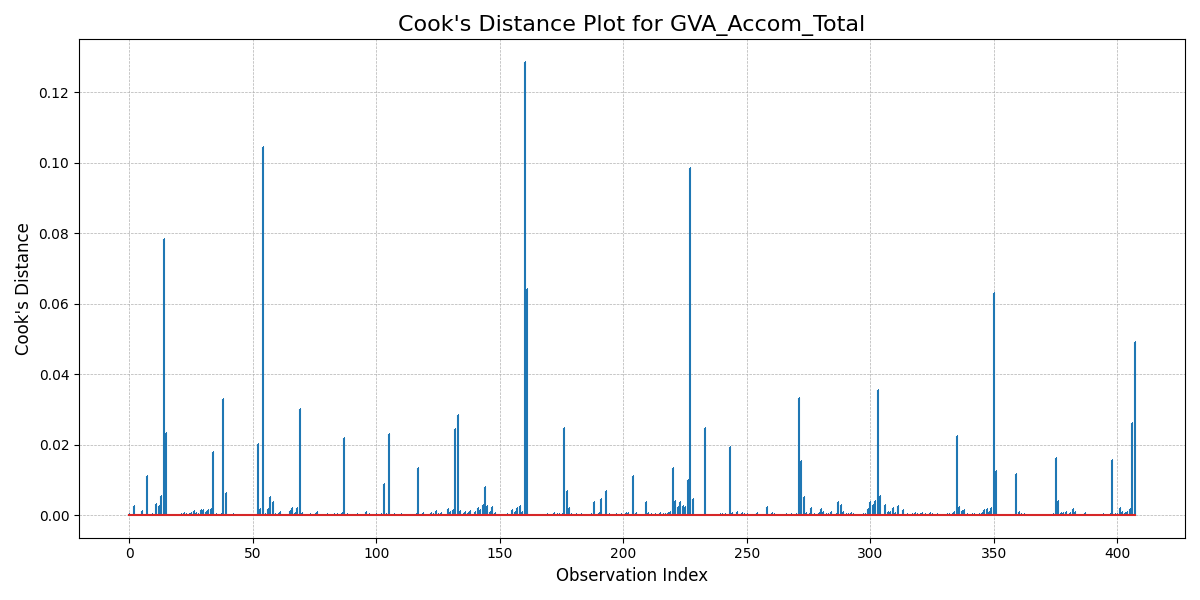 Cook's Distance Plot for GVA_Accom_Total
Cook's Distance
0.12
0.10
0.08
0.06
0.04
0.02
0.00
0 50 100 150 200 250 300 350 400
Observation Index